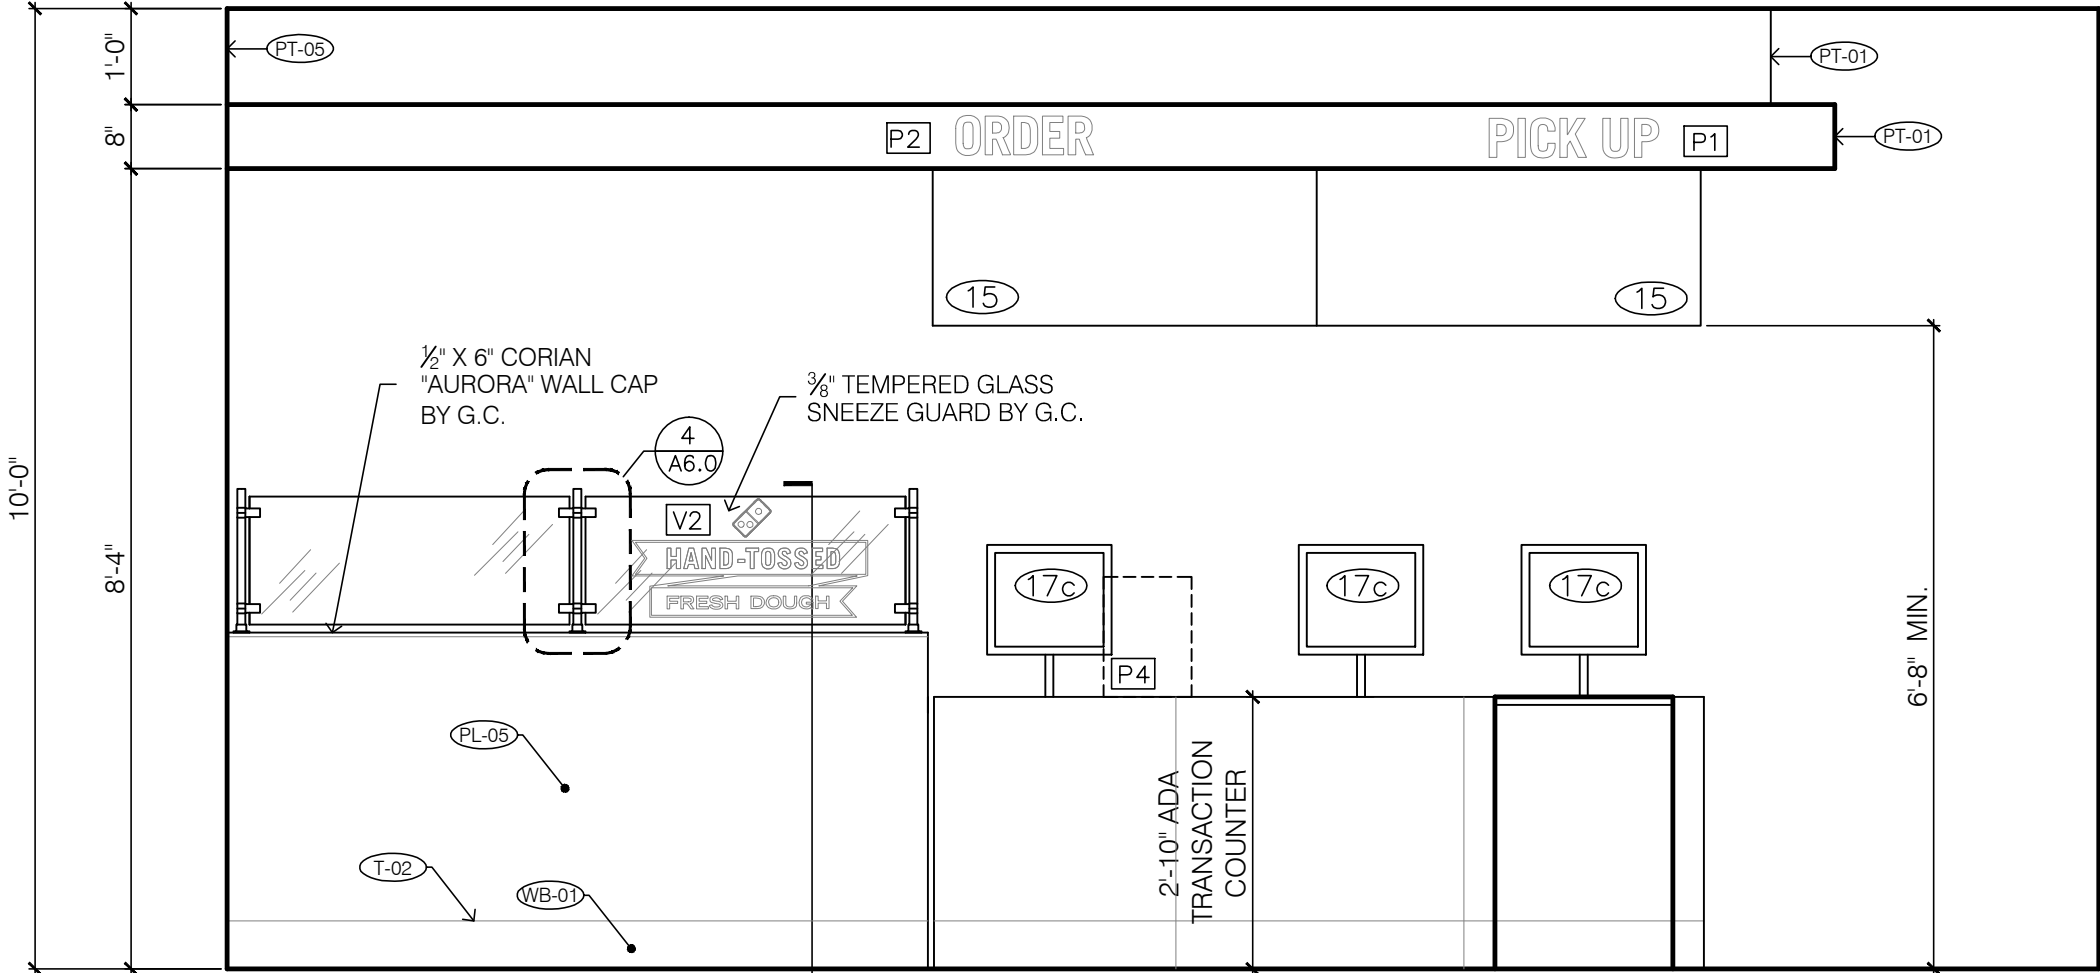 1'-0"
PT-05
PT-01
8"
P2
ORDER
PICK UP
P1
PT-01
15
15
½" X 6" CORIAN
"AURORA" WALL CAP
BY G.C.
⅜" TEMPERED GLASS
SNEEZE GUARD BY G.C.
4
A6.0
10'-0"
8'-4"
V2
HAND-TOSSED
FRESH DOUGH
17c
17c
17c
6'-8" MIN.
P4
PL-05
2'-10" ADA
TRANSACTION
COUNTER
T-02
WB-01